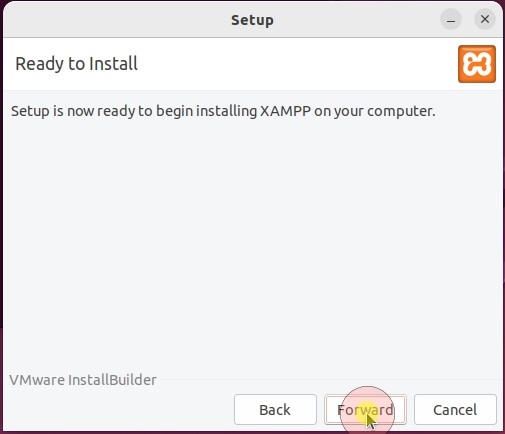 Setup
Ready to Install
Setup is now ready to begin installing XAMPP on your computer.
VMware InstallBuilder
Back
Forward
Cancel